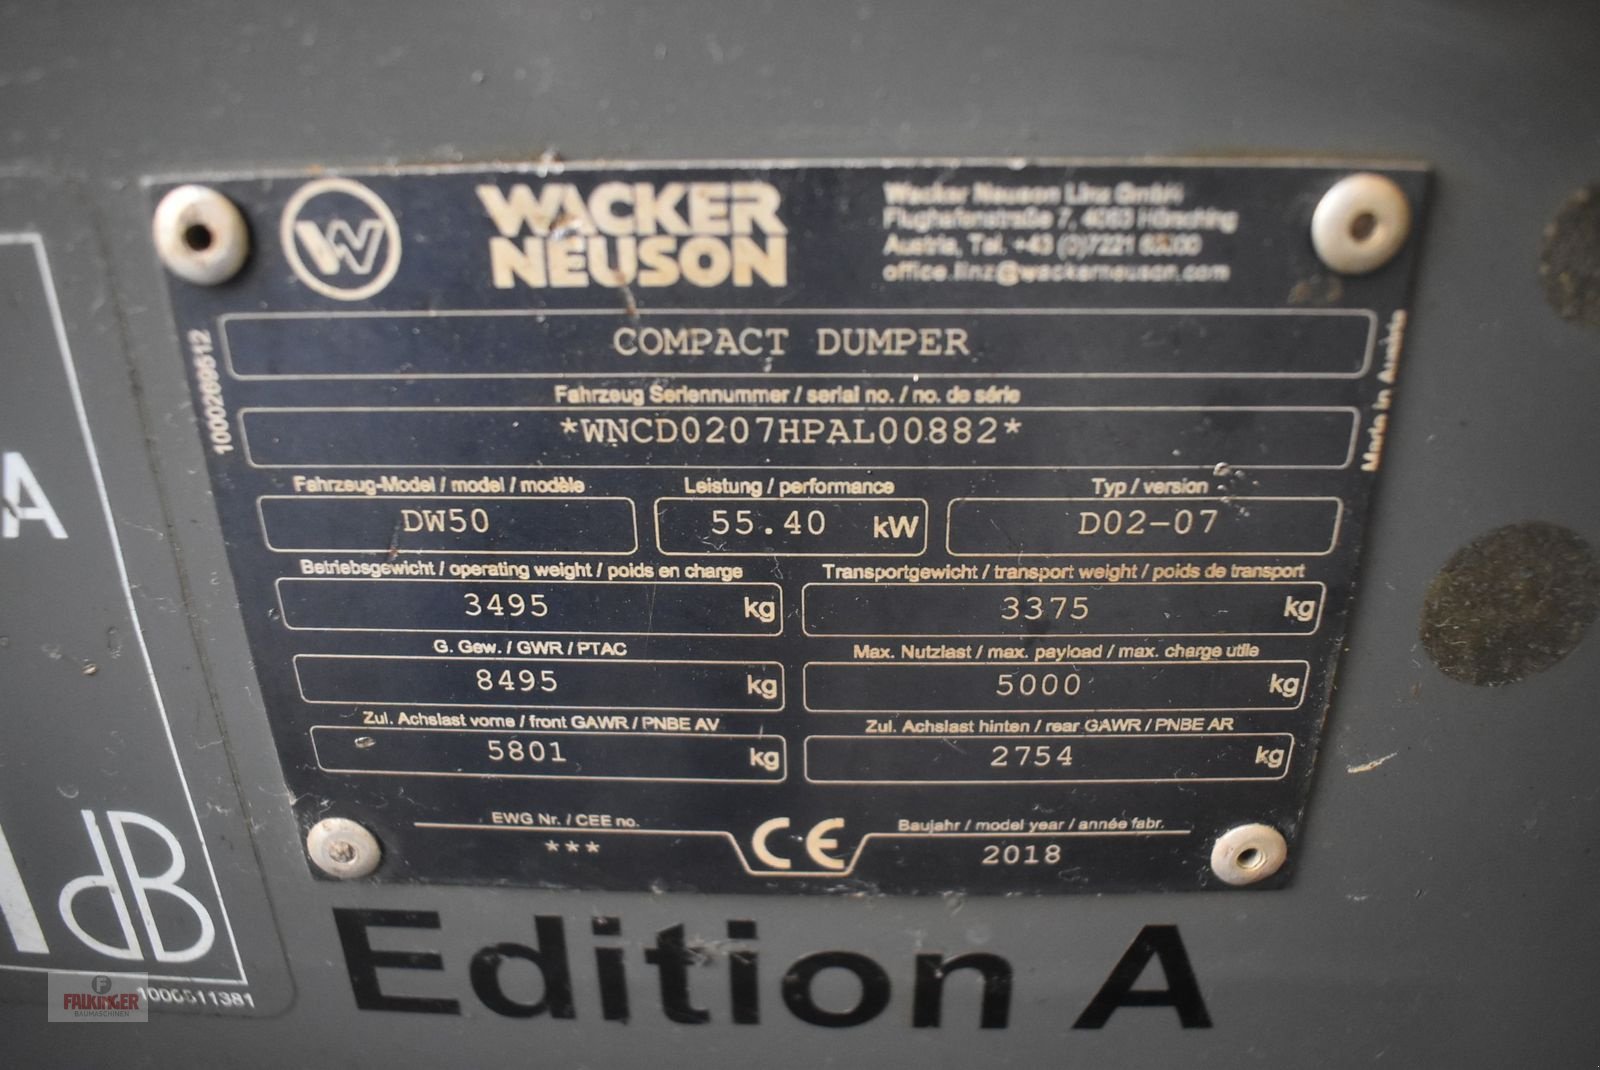 W
WACKER
NEUSON
Wacker Neuson Linz GmbH
Flughafenstraße 7, 4063 Hörsching
Austria, Tel. +43 (0)7221 63000
office.linz@wackerneuson.com
COMPACT DUMPER
Fahrzeug Seriennummer / serial no. / no. de série
*WNCD0207HPAL00882*
1000269512
Made in Austria
Fahrzeug-Model / model / modèle
DW50
Leistung / performance
55.40 kW
Typ / version
D02-07
Betriebsgewicht / operating weight / poids en charge
3495 kg
Transportgewicht / transport weight / poids de transport
3375 kg
G. Gew. / GWR / PTAC
8495 kg
Max. Nutzlast / max. payload / max. charge utile
5000 kg
Zul. Achslast vorne / front GAWR / PNBE AV
5801 kg
Zul. Achslast hinten / rear GAWR / PNBE AR
2754 kg
EWG Nr. / CEE no.
***
CE
Baujahr / model year / année fabr.
2018
Edition A
A
dB
F
FALKINGER
BAUMASCHINEN